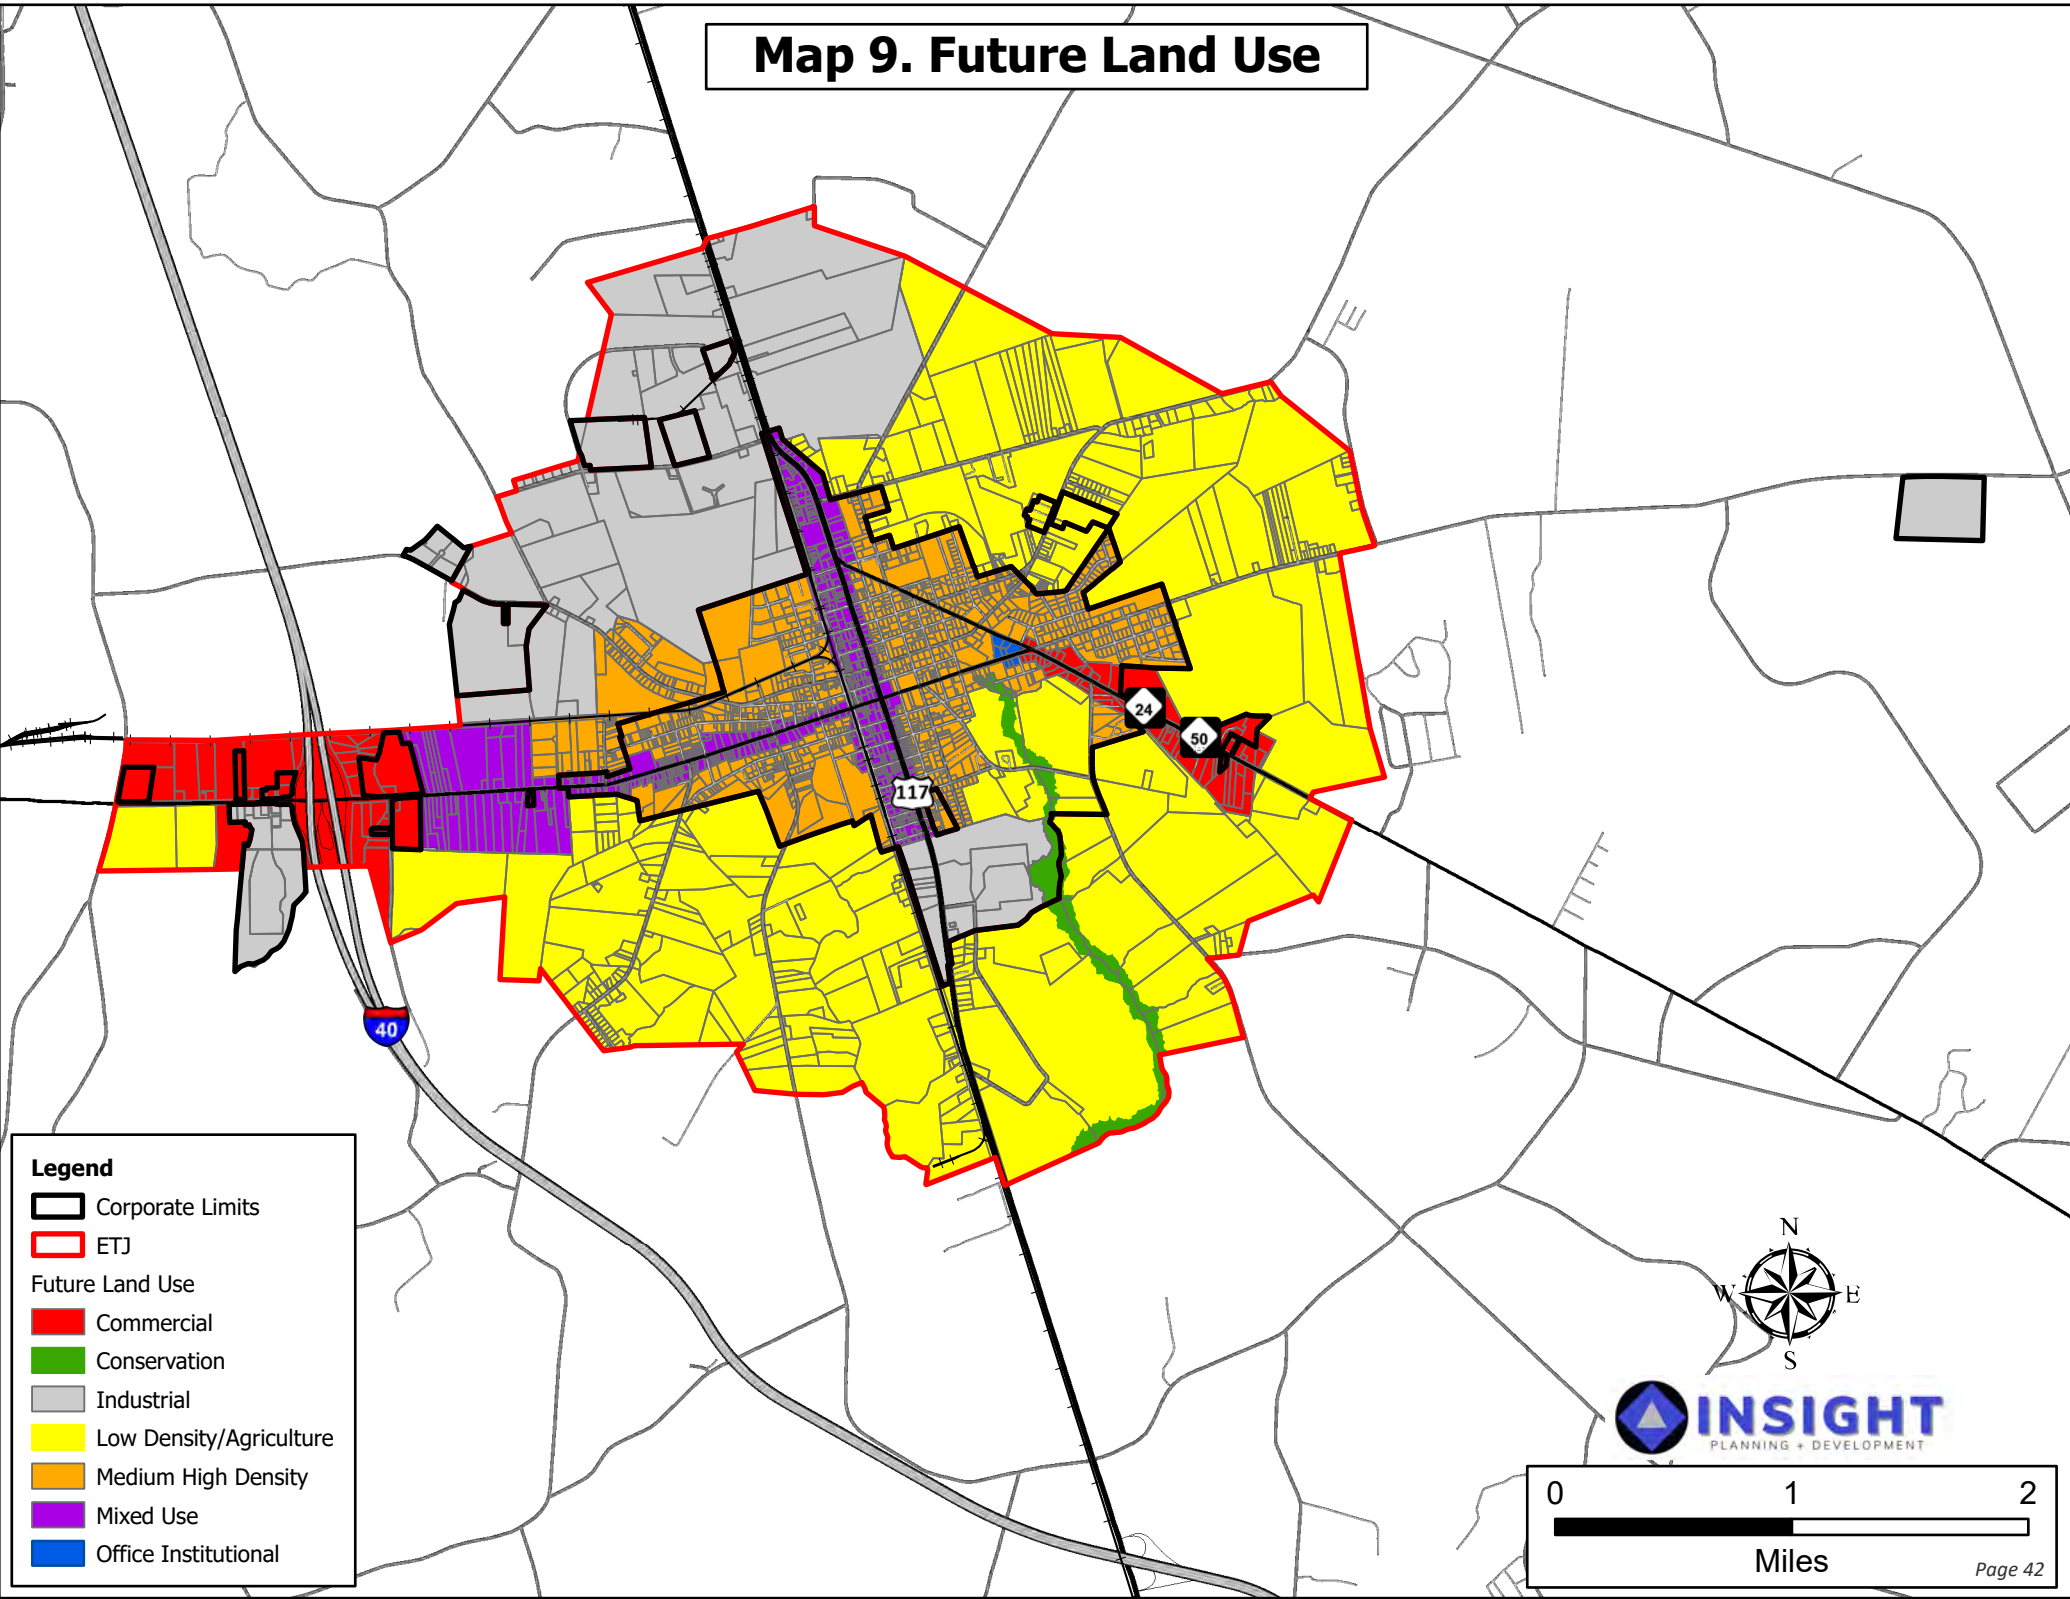 Map 9. Future Land Use
24
50
117
40
Legend
Corporate Limits
ETJ
Future Land Use
Commercial
Conservation
Industrial
Low Density/Agriculture
Medium High Density
Mixed Use
Office Institutional
N
W E
S
INSIGHT
PLANNING + DEVELOPMENT
0 1 2
Miles
Page 42